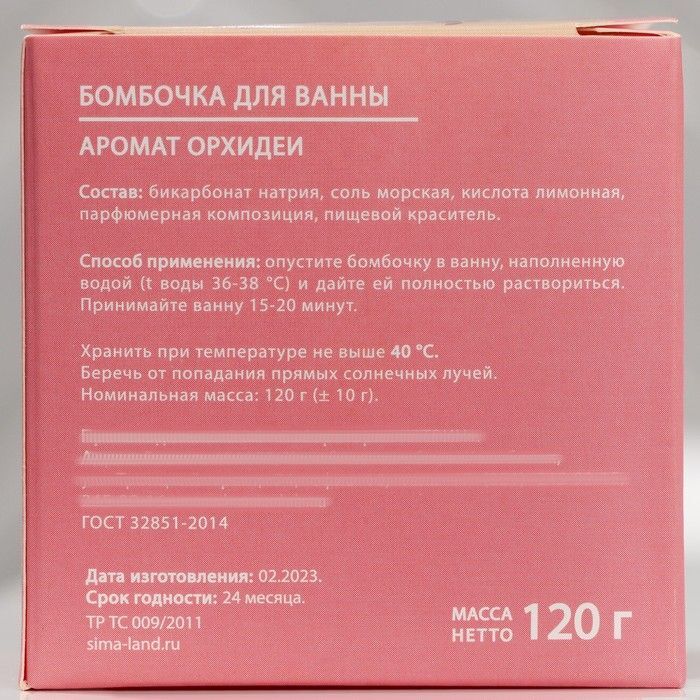 БОМБОЧКА ДЛЯ ВАННЫ
АРОМАТ ОРХИДЕИ
Состав: бикарбонат натрия, соль морская, кислота лимонная,
парфюмерная композиция, пищевой краситель.
Способ применения: опустите бомбочку в ванну, наполненную
водой (t воды 36-38 °C) и дайте ей полностью раствориться.
Принимайте ванну 15-20 минут.
Хранить при температуре не выше 40 °C.
Беречь от попадания прямых солнечных лучей.
Номинальная масса: 120 г (± 10 г).
ГОСТ 32851-2014
Дата изготовления: 02.2023.
Срок годности: 24 месяца.
ТР ТС 009/2011
sima-land.ru
МАССА
НЕТТО 120 г